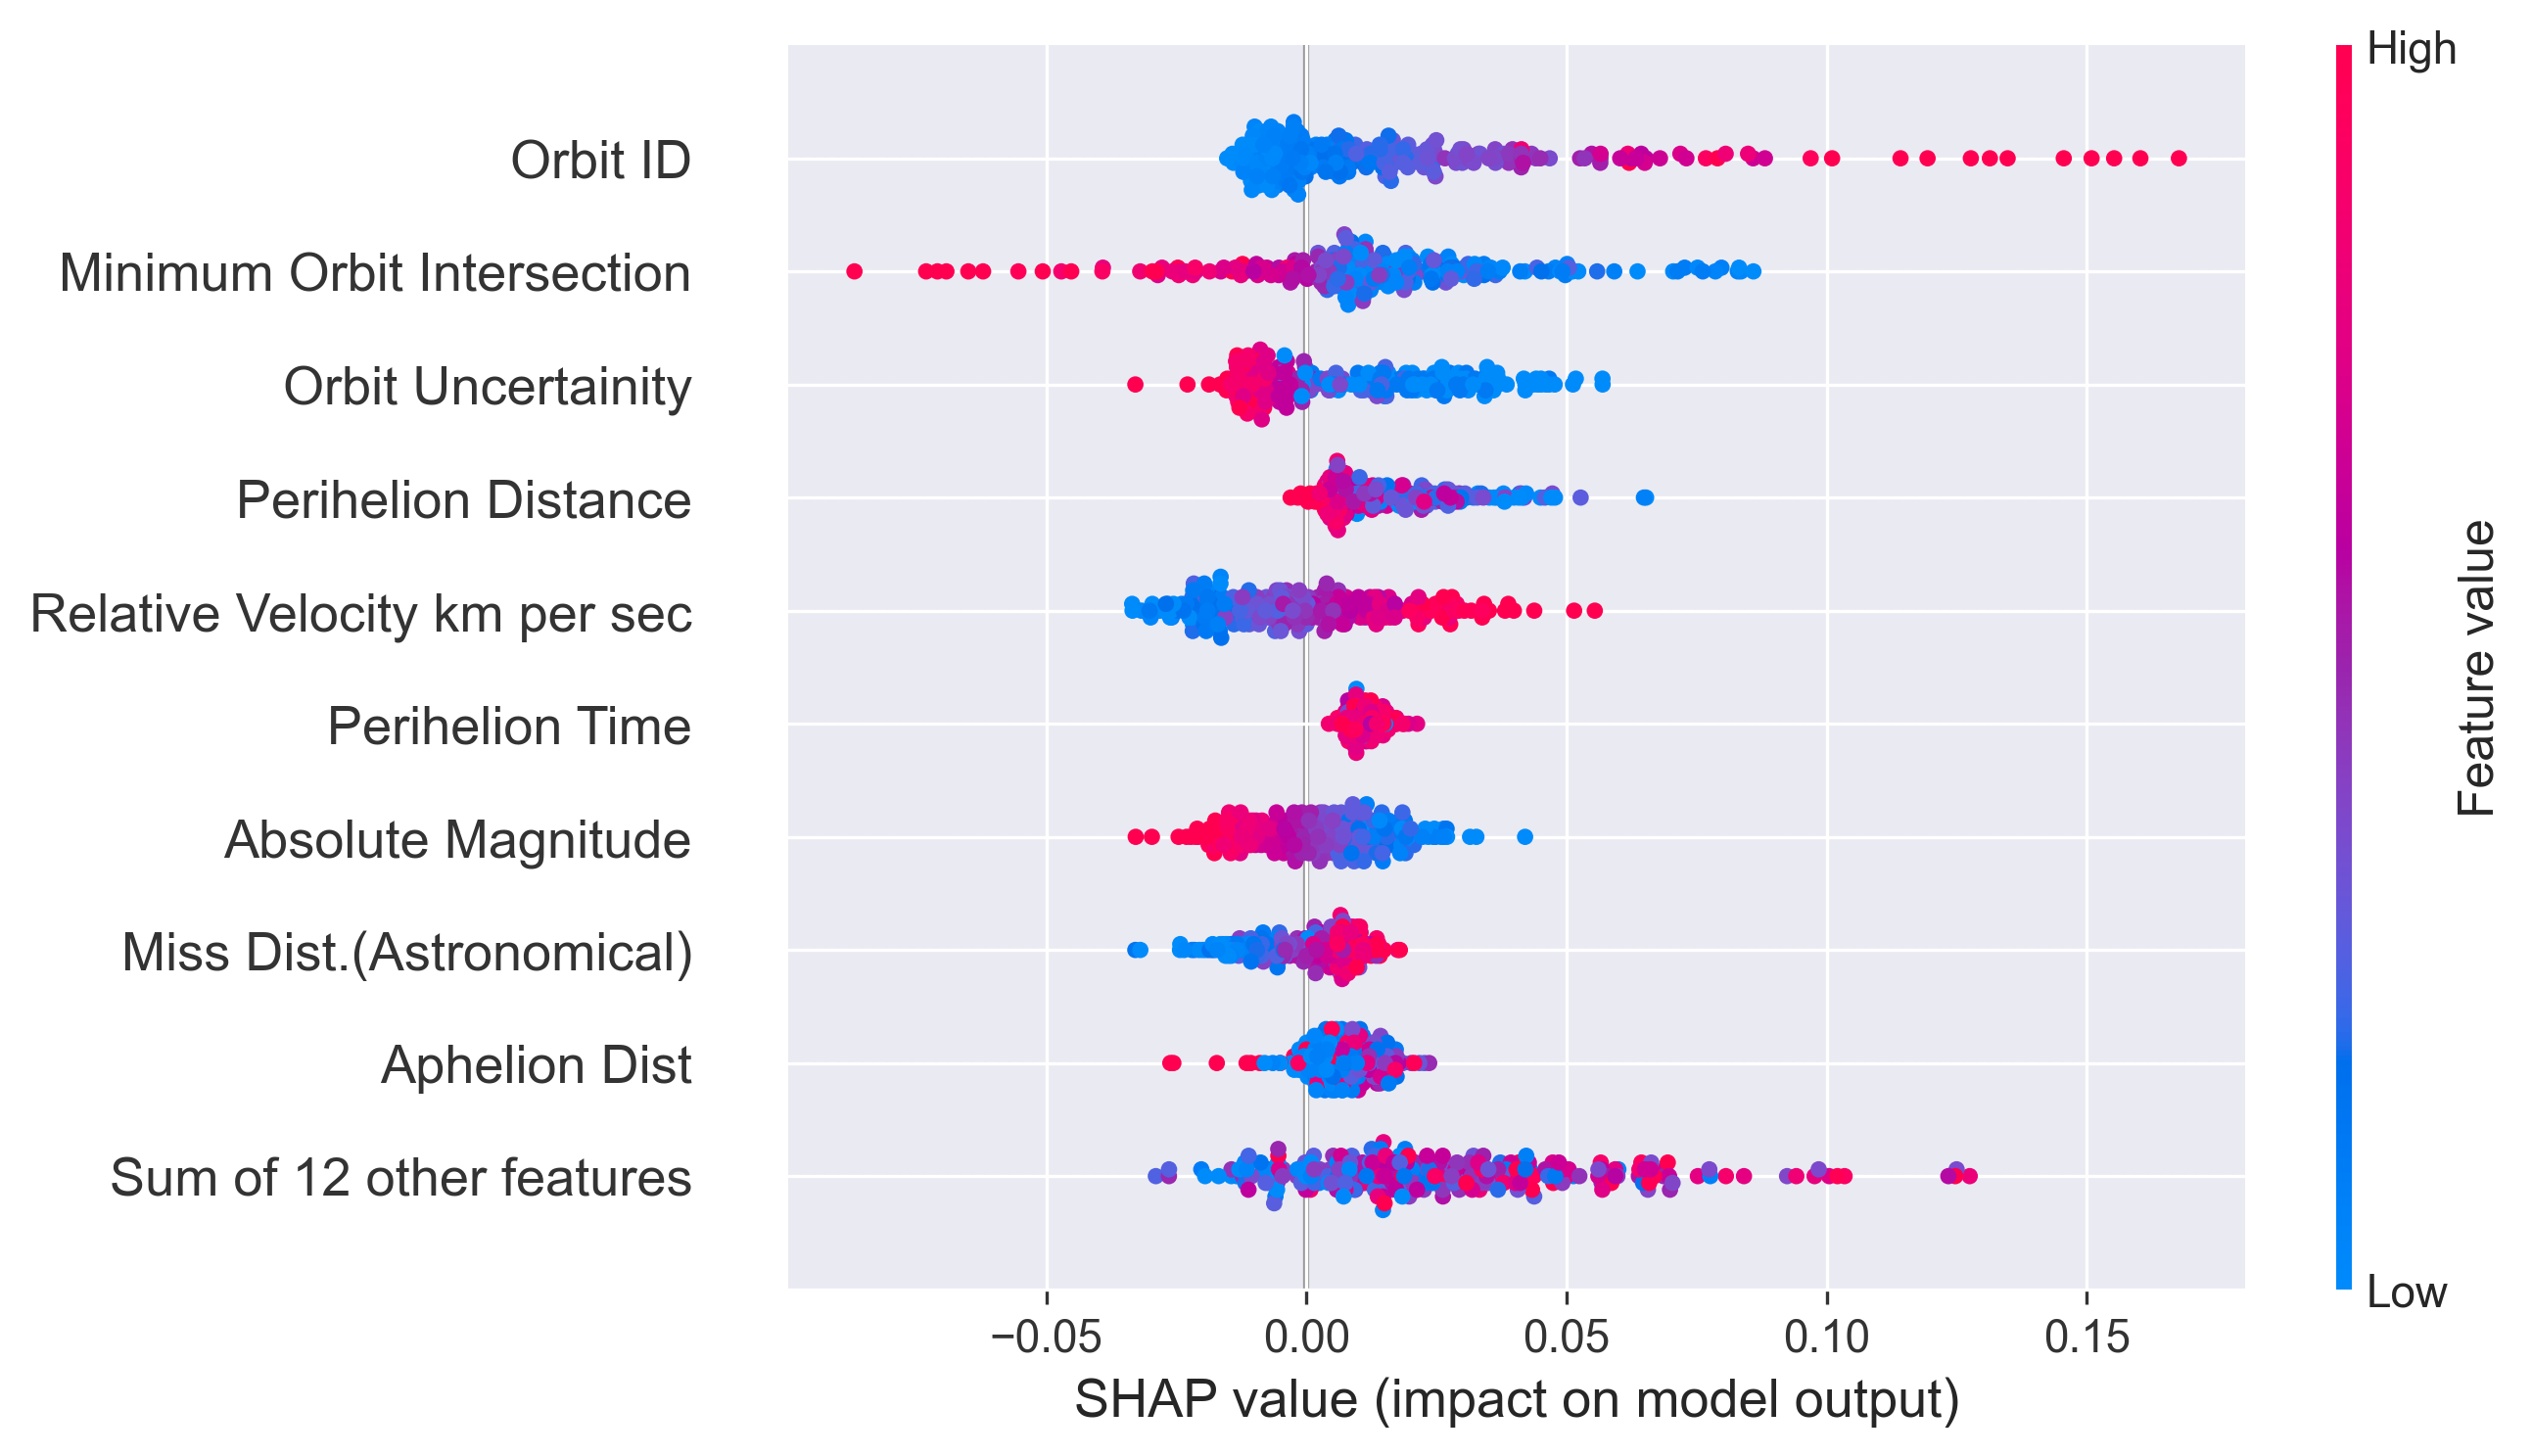 High
Orbit ID
Minimum Orbit Intersection
Orbit Uncertainity
Perihelion Distance
Relative Velocity km per sec
Perihelion Time
Absolute Magnitude
Miss Dist.(Astronomical)
Aphelion Dist
Sum of 12 other features
Feature value
Low
−0.05 0.00 0.05 0.10 0.15
SHAP value (impact on model output)